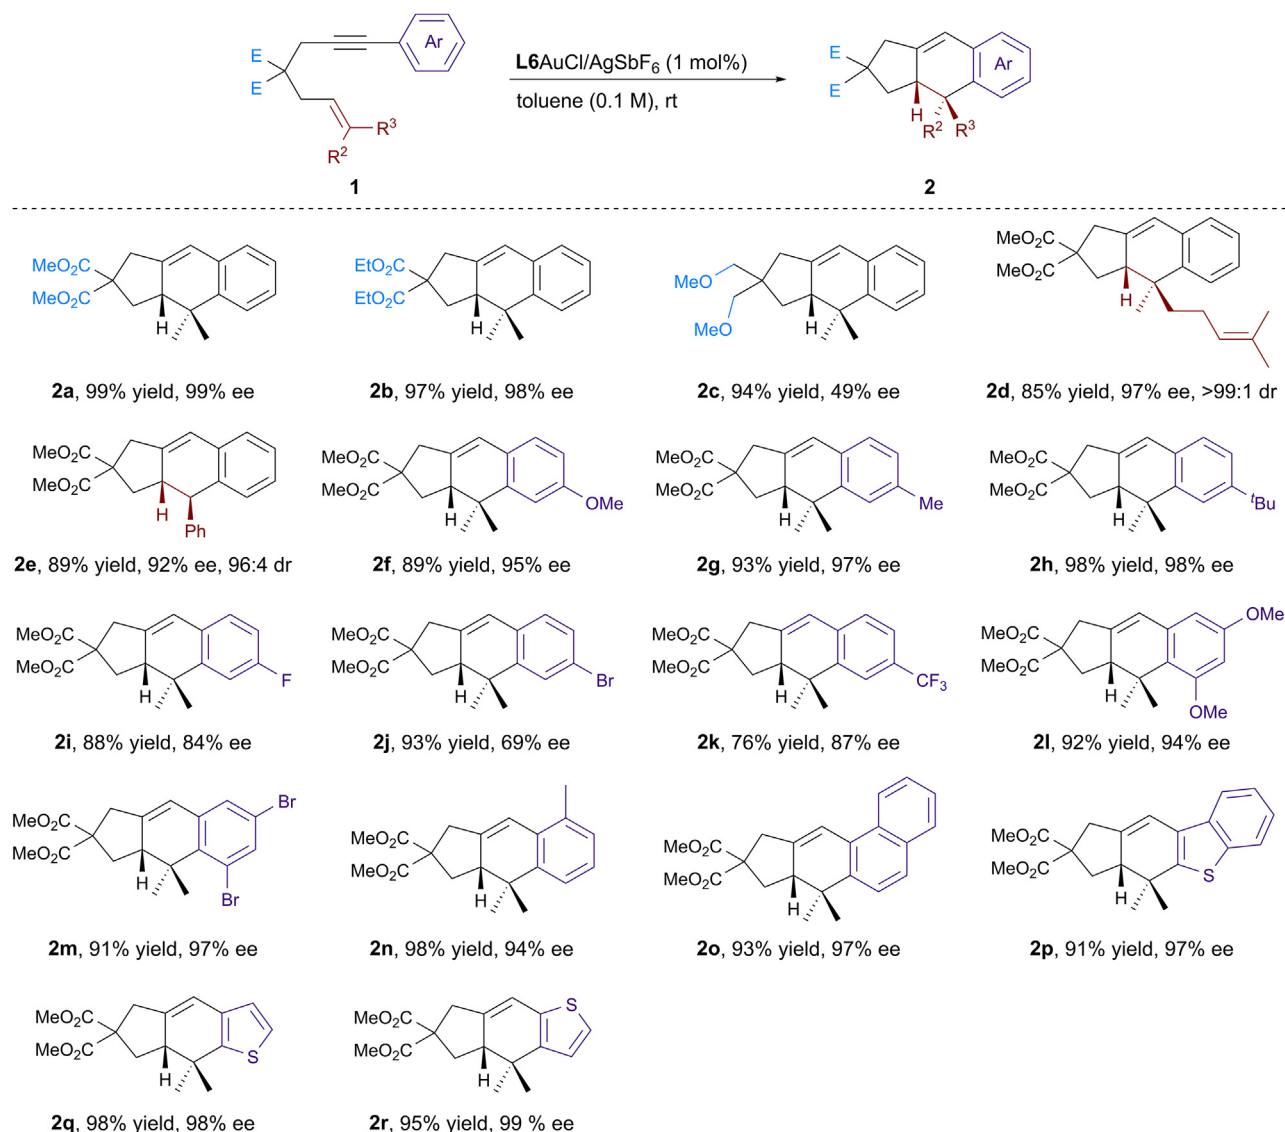 Ar
E
E
R³
R²
1
L6AuCl/AgSbF₆ (1 mol%)
toluene (0.1 M), rt
E
E
Ar
H
R²
R³
2
MeO₂C
MeO₂C
H
2a, 99% yield, 99% ee
EtO₂C
EtO₂C
H
2b, 97% yield, 98% ee
MeO
MeO
H
2c, 94% yield, 49% ee
MeO₂C
MeO₂C
H
2d, 85% yield, 97% ee, >99:1 dr
MeO₂C
MeO₂C
H
Ph
2e, 89% yield, 92% ee, 96:4 dr
MeO₂C
MeO₂C
H
OMe
2f, 89% yield, 95% ee
MeO₂C
MeO₂C
H
Me
2g, 93% yield, 97% ee
MeO₂C
MeO₂C
H
ᵗBu
2h, 98% yield, 98% ee
MeO₂C
MeO₂C
H
F
2i, 88% yield, 84% ee
MeO₂C
MeO₂C
H
Br
2j, 93% yield, 69% ee
MeO₂C
MeO₂C
H
CF₃
2k, 76% yield, 87% ee
MeO₂C
MeO₂C
H
OMe
OMe
2l, 92% yield, 94% ee
MeO₂C
MeO₂C
H
Br
Br
2m, 91% yield, 97% ee
MeO₂C
MeO₂C
H
2n, 98% yield, 94% ee
MeO₂C
MeO₂C
H
2o, 93% yield, 97% ee
MeO₂C
MeO₂C
H
S
2p, 91% yield, 97% ee
MeO₂C
MeO₂C
H
S
2q, 98% yield, 98% ee
MeO₂C
MeO₂C
H
S
2r, 95% yield, 99 % ee